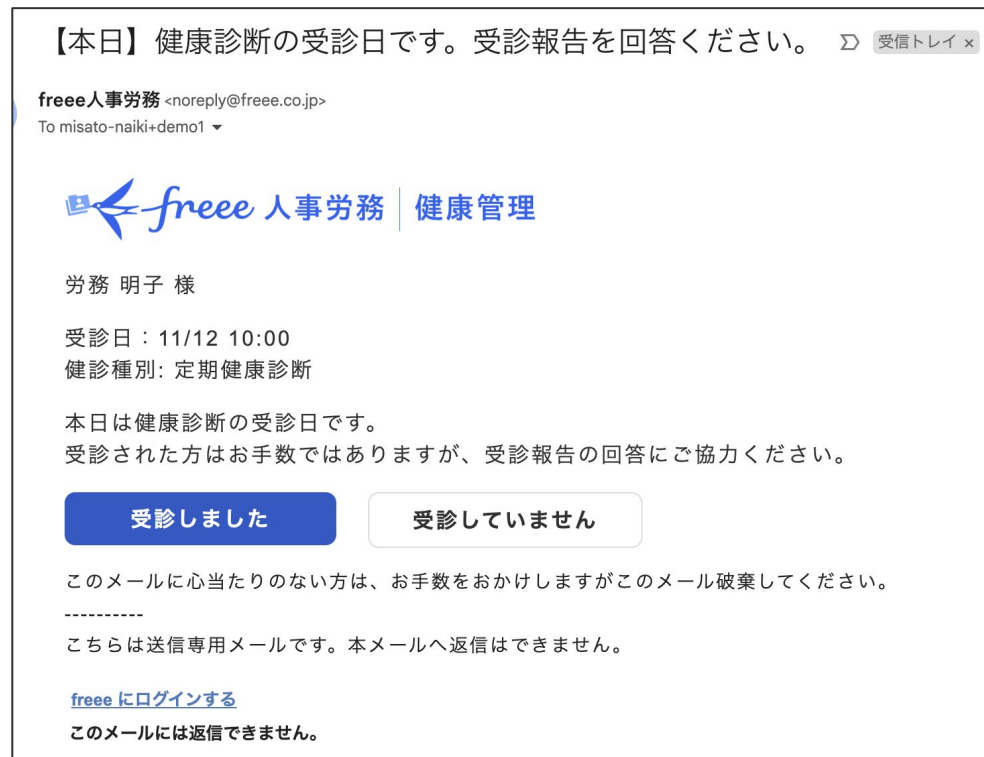 【本日】健康診断の受診日です。受診報告を回答ください。 受信トレイ ×
freee人事労務 <noreply@freee.co.jp>
To misato-naiki+demo1
freee 人事労務 | 健康管理
労務 明子 様
受診日：11/12 10:00
健診種別: 定期健康診断
本日は健康診断の受診日です。
受診された方はお手数ではありますが、受診報告の回答にご協力ください。
受診しました 受診していません
このメールに心当たりのない方は、お手数をおかけしますがこのメール破棄してください。
----------
こちらは送信専用メールです。本メールへ返信はできません。
freee にログインする
このメールには返信できません。